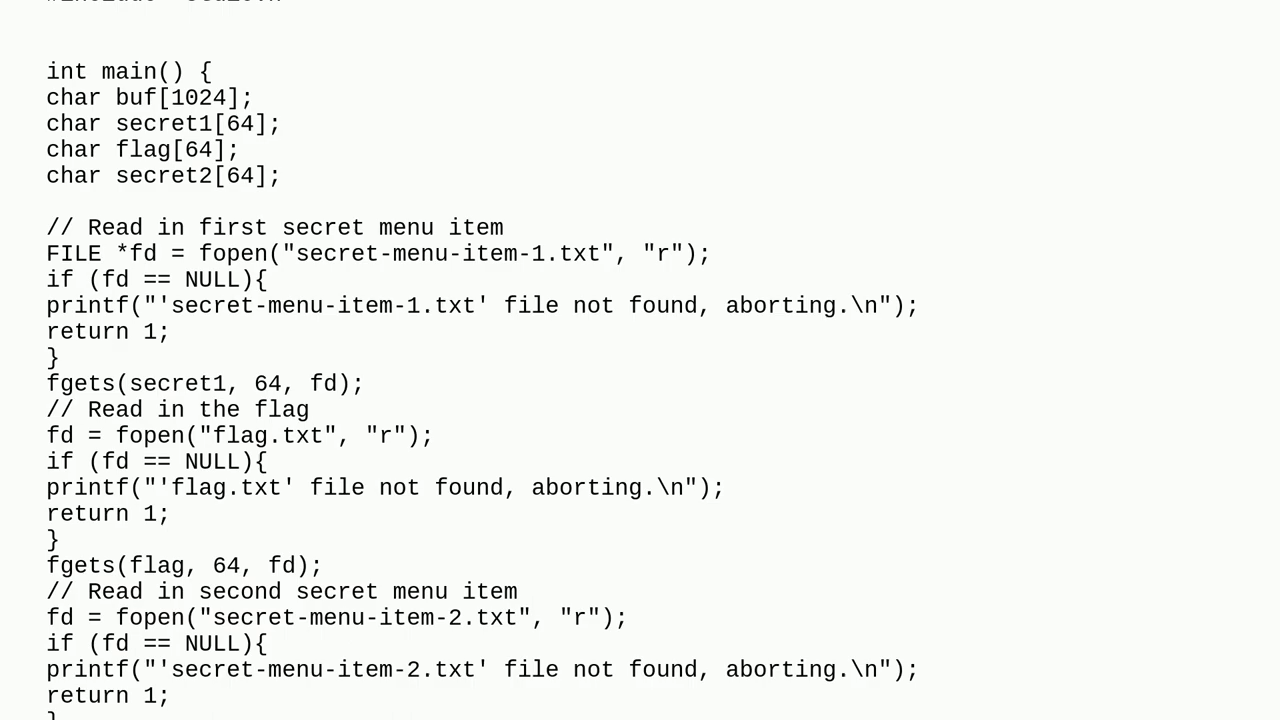 int main() {
char buf[1024];
char secret1[64];
char flag[64];
char secret2[64];
// Read in first secret menu item
FILE *fd = fopen("secret-menu-item-1.txt", "r");
if (fd == NULL){
printf("'secret-menu-item-1.txt' file not found, aborting.\n");
return 1;
}
fgets(secret1, 64, fd);
// Read in the flag
fd = fopen("flag.txt", "r");
if (fd == NULL){
printf("'flag.txt' file not found, aborting.\n");
return 1;
}
fgets(flag, 64, fd);
// Read in second secret menu item
fd = fopen("secret-menu-item-2.txt", "r");
if (fd == NULL){
printf("'secret-menu-item-2.txt' file not found, aborting.\n");
return 1;
}